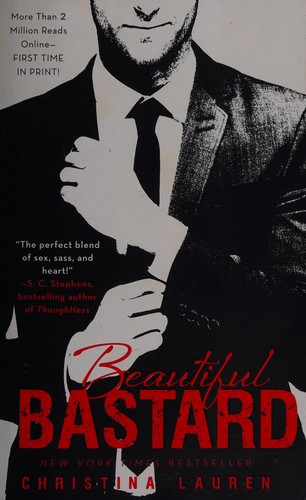 More Than 2
Million Reads
Online—
FIRST TIME
IN PRINT!
"The perfect blend
of sex, sass, and
heart!"
—S. C. Stephens,
bestselling author
of Thoughtless
Beautiful
BASTARD
NEW YORK TIMES BESTSELLER
CHRISTINA LAUREN